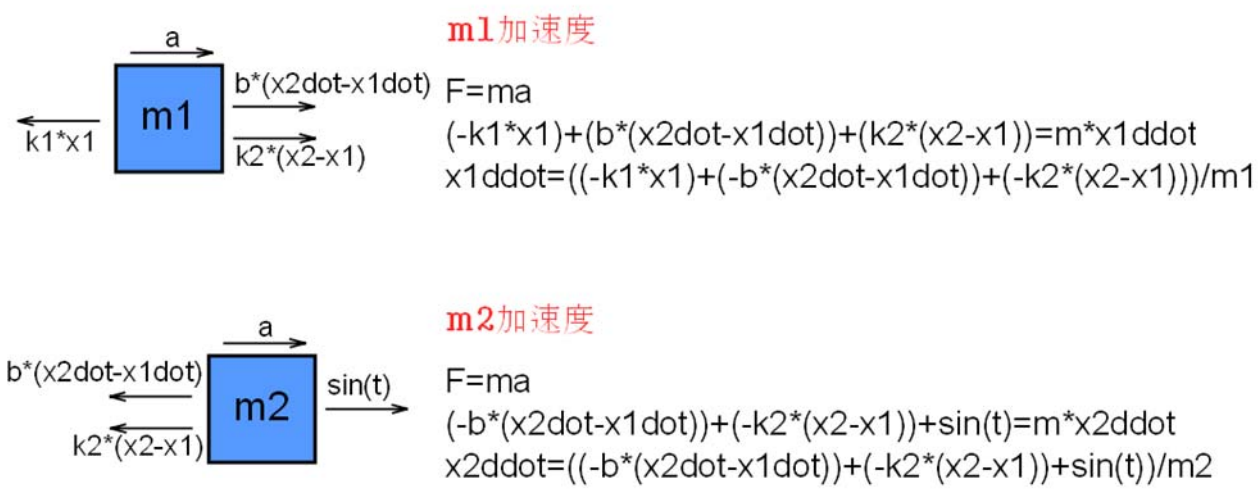 m1加速度
a
m1
k1*x1
b*(x2dot-x1dot)
k2*(x2-x1)
F=ma
(-k1*x1)+(b*(x2dot-x1dot))+(k2*(x2-x1))=m*x1ddot
x1ddot=((-k1*x1)+(-b*(x2dot-x1dot))+(-k2*(x2-x1)))/m1
m2加速度
a
b*(x2dot-x1dot)
k2*(x2-x1)
m2
sin(t)
F=ma
(-b*(x2dot-x1dot))+(-k2*(x2-x1))+sin(t)=m*x2ddot
x2ddot=((-b*(x2dot-x1dot))+(-k2*(x2-x1))+sin(t))/m2